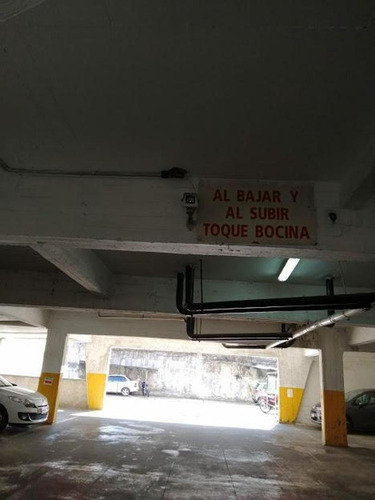 AL BAJAR Y
AL SUBIR
TOQUE BOCINA